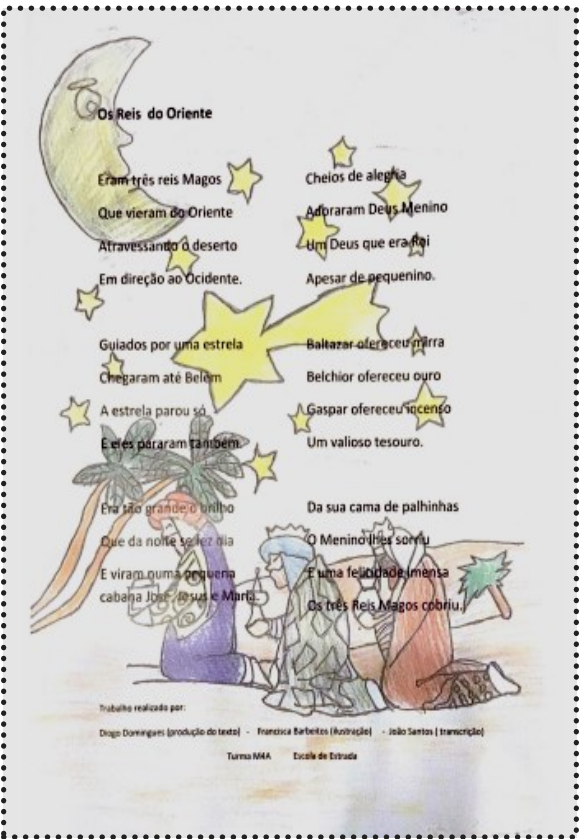 Os Reis do Oriente
Eram três reis Magos
Que vieram do Oriente
Atravessando o deserto
Em direção ao Ocidente.
Guiados por uma estrela
Chegaram até Belém
A estrela parou só
E eles pararam também.
Era tão grande o brilho
Que da noite se fez dia
E viram numa pequena
cabana José, Jesus e Maria.
Cheios de alegria
Adoraram Deus Menino
Um Deus que era Rei
Apesar de pequenino.
Baltazar ofereceu mirra
Belchior ofereceu ouro
Gaspar ofereceu incenso
Um valioso tesouro.
Da sua cama de palhinhas
O Menino lhes sorriu
E uma felicidade imensa
Os três Reis Magos cobriu.
Trabalho realizado por:
Diogo Domingues (produção do texto) - Francisca Barbeitos (ilustração) - João Santos ( transcrição)
Turma M4A Escola de Estrada